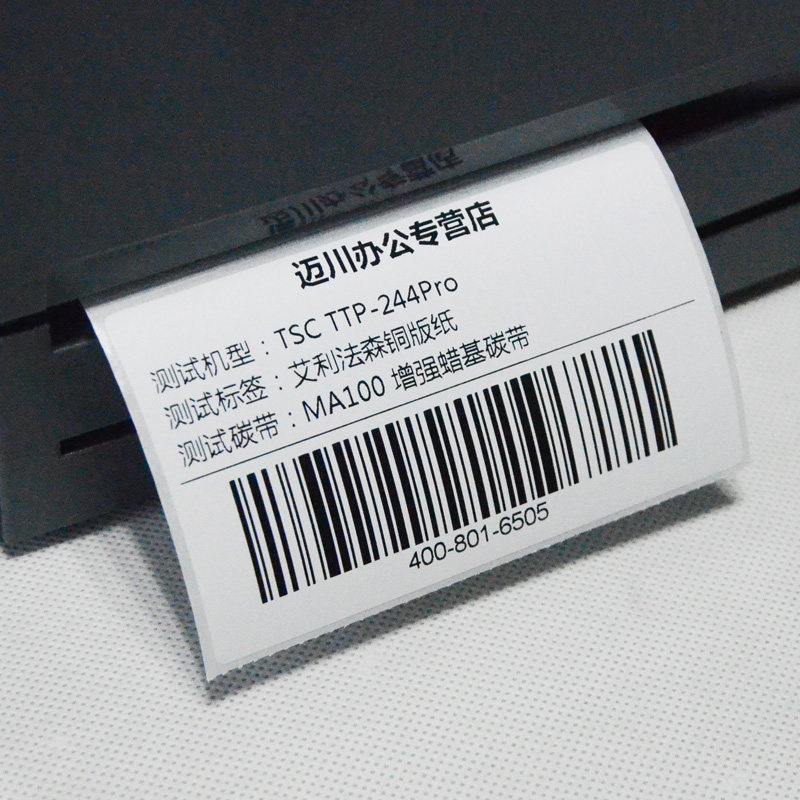 迈川办公专营店
测试机型：TSC TTP-244Pro
测试标签：艾利法森铜版纸
测试碳带：MA100 增强蜡基碳带
400-801-6505